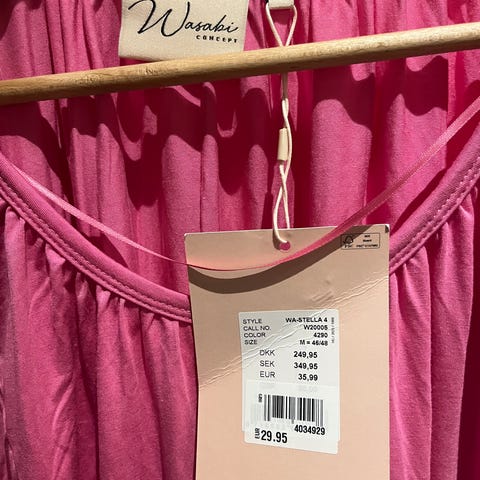 Wasabi
CONCEPT
FSC
STYLE WA-STELLA 4
CALL NO. W20005
COLOR 4290
SIZE M = 46/48
DKK 249,95
SEK 349,95
EUR 35,99
4034929
EUR 29.95